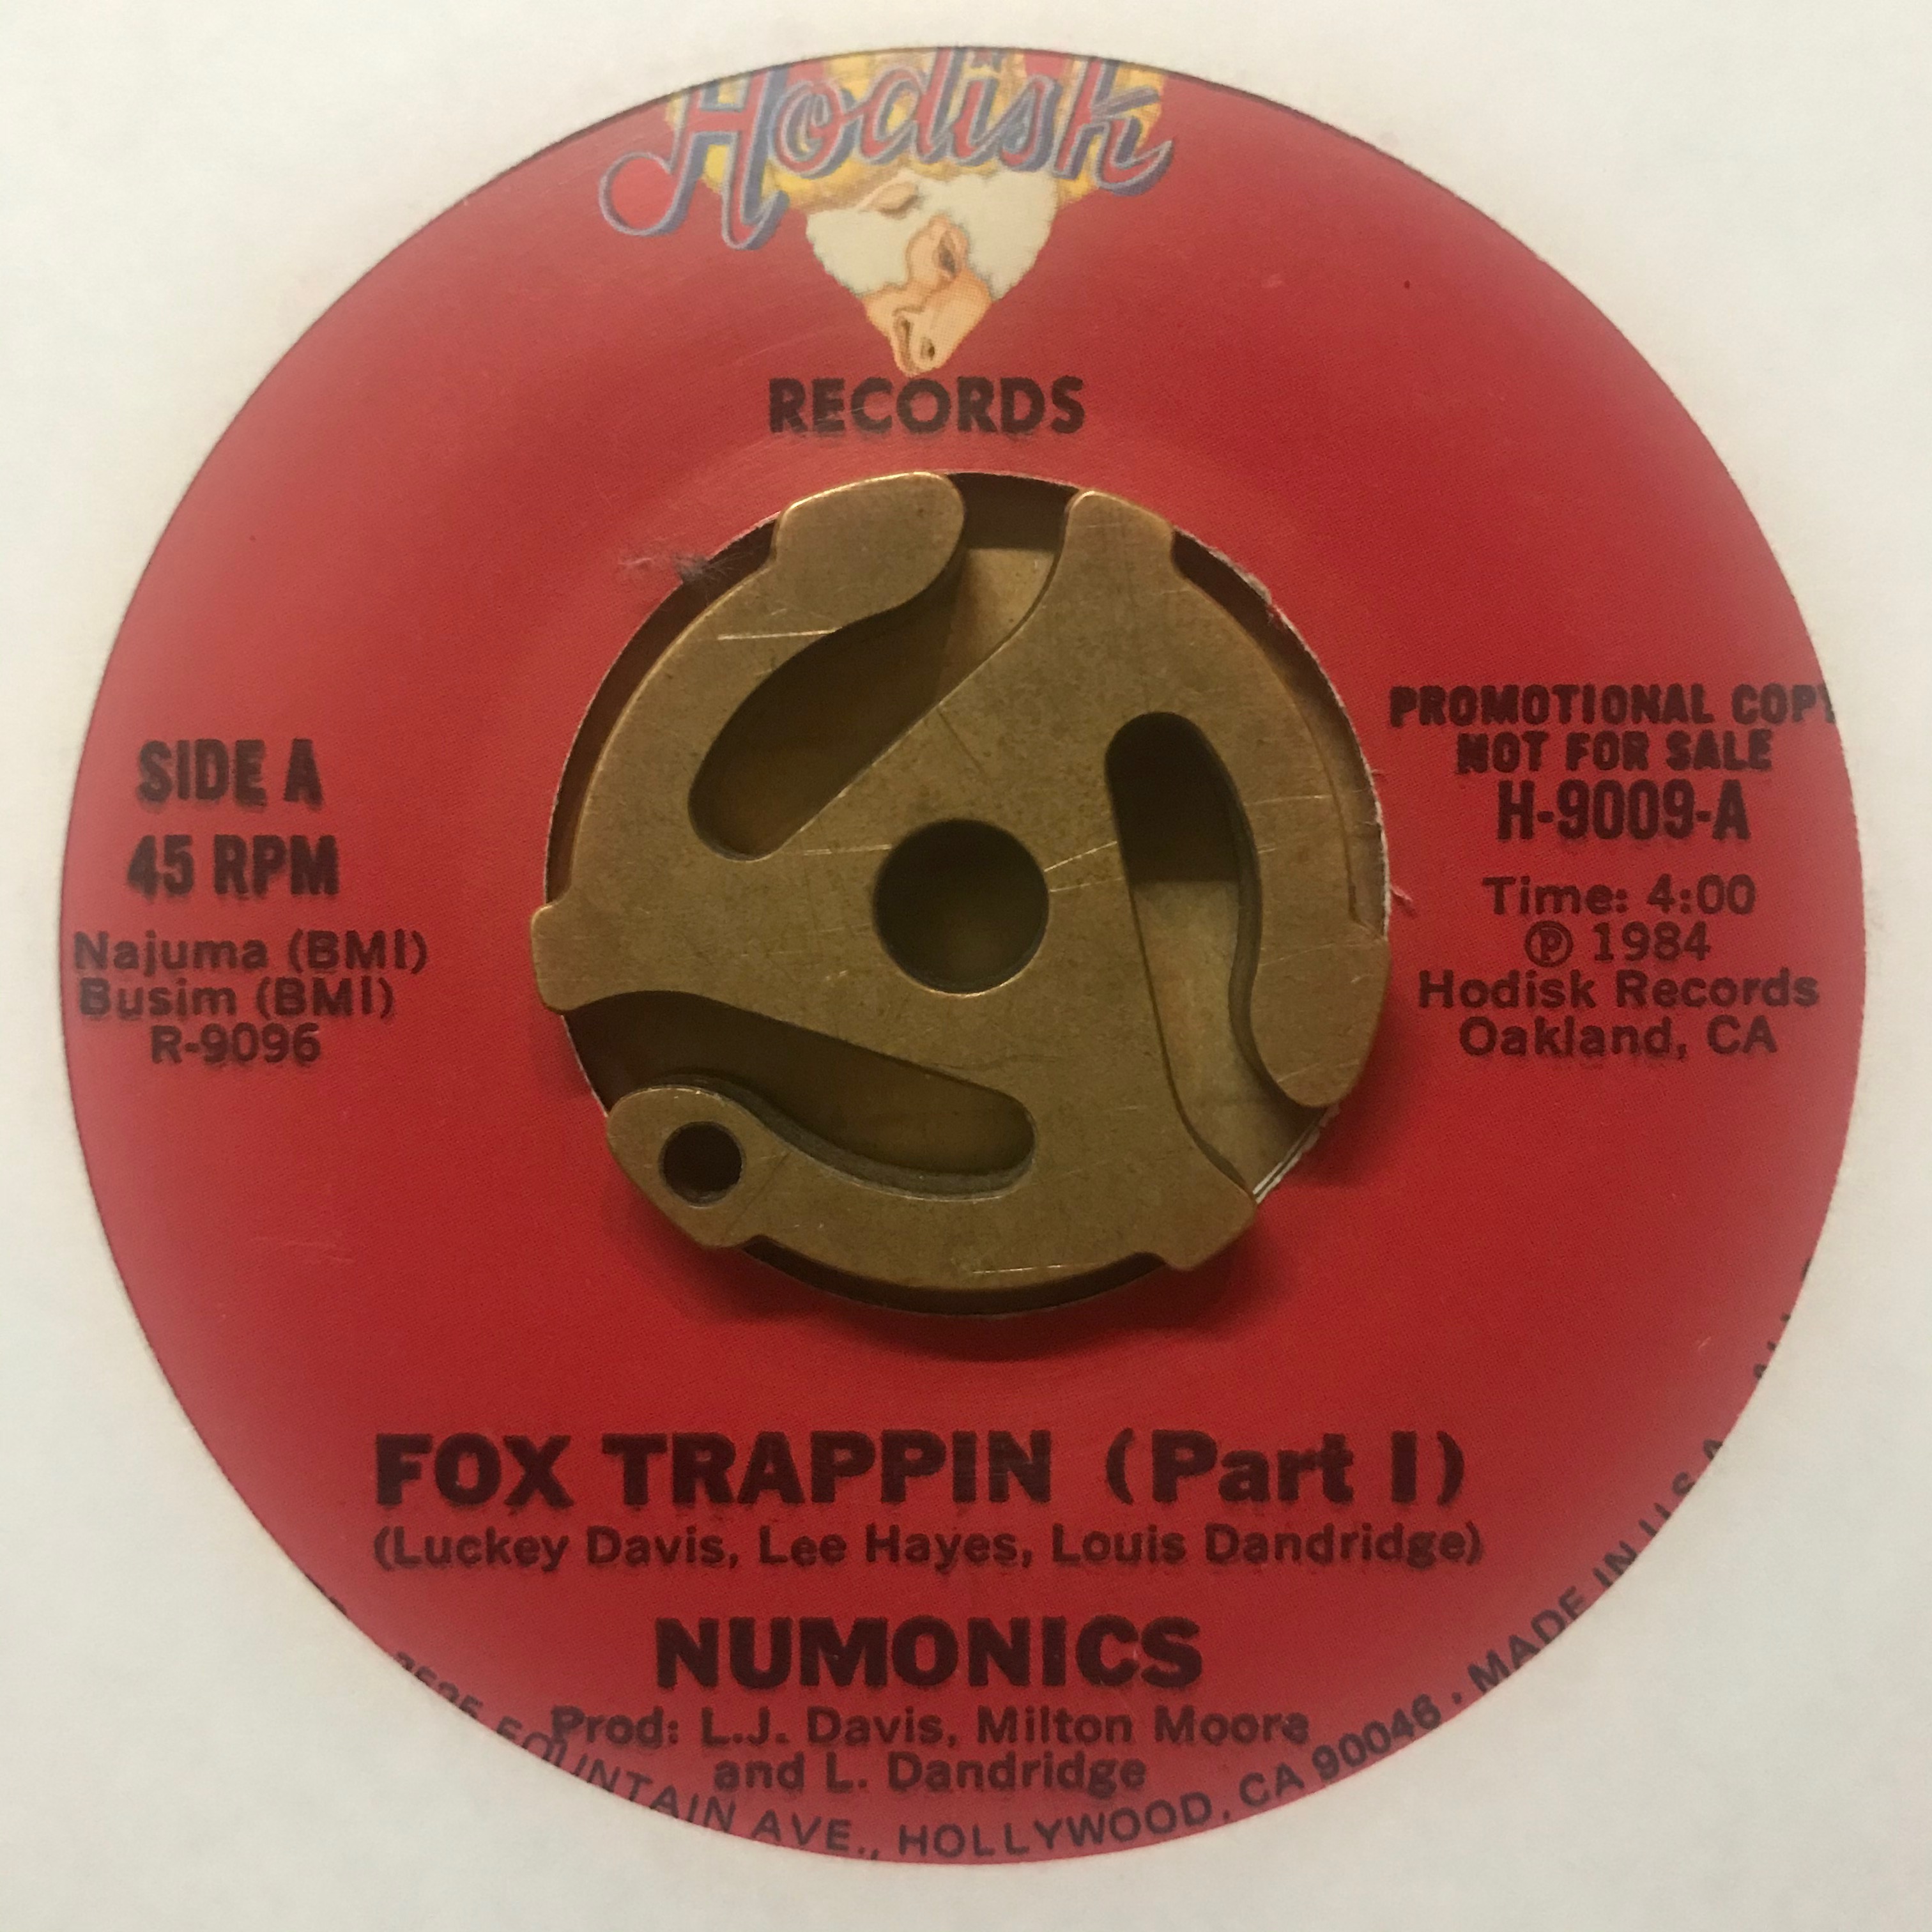 Hodisk
RECORDS
SIDE A
45 RPM
Najuma (BMI)
Busim (BMI)
R-9096
PROMOTIONAL COPY
NOT FOR SALE
H-9009-A
Time: 4:00
℗ 1984
Hodisk Records
Oakland, CA
FOX TRAPPIN (Part I)
(Luckey Davis, Lee Hayes, Louis Dandridge)
NUMONICS
Prod: L.J. Davis, Milton Moore
and L. Dandridge
7525 FOUNTAIN AVE., HOLLYWOOD, CA 90046 . MADE IN U.S.A.